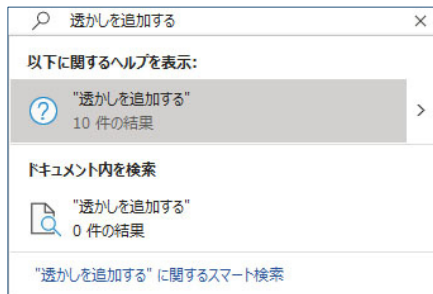 透かしを追加する
以下に関するヘルプを表示:
"透かしを追加する"
10 件の結果
ドキュメント内を検索
"透かしを追加する"
0 件の結果
"透かしを追加する" に関するスマート検索